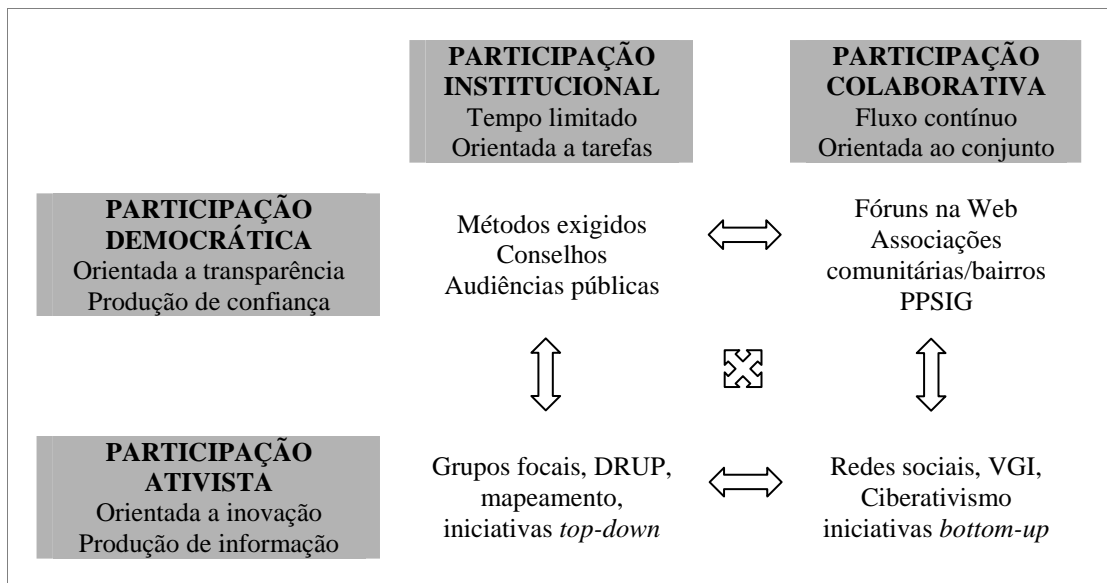 PARTICIPAÇÃO
INSTITUCIONAL
Tempo limitado
Orientada a tarefas
PARTICIPAÇÃO
COLABORATIVA
Fluxo contínuo
Orientada ao conjunto
PARTICIPAÇÃO
DEMOCRÁTICA
Orientada a transparência
Produção de confiança
Métodos exigidos
Conselhos
Audiências públicas
Fóruns na Web
Associações
comunitárias/bairros
PPSIG
PARTICIPAÇÃO
ATIVISTA
Orientada a inovação
Produção de informação
Grupos focais, DRUP,
mapeamento,
iniciativas top-down
Redes sociais, VGI,
Ciberativismo
iniciativas bottom-up